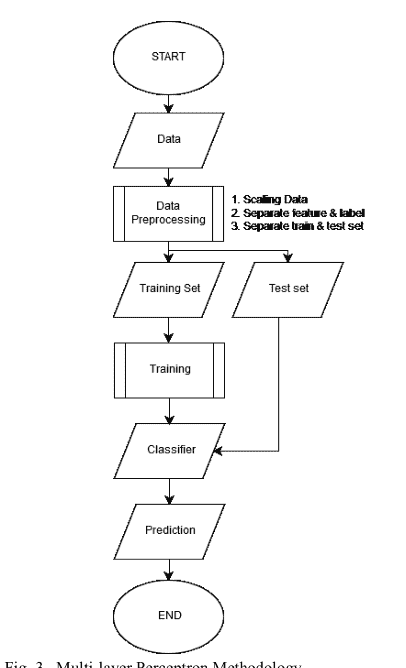 START
Data
Data
Preprocessing
1. Scaling Data
2. Separate feature & label
3. Separate train & test set
Training Set
Test set
Training
Classifier
Prediction
END
Fig. 3. Multi-layer Perceptron Methodology